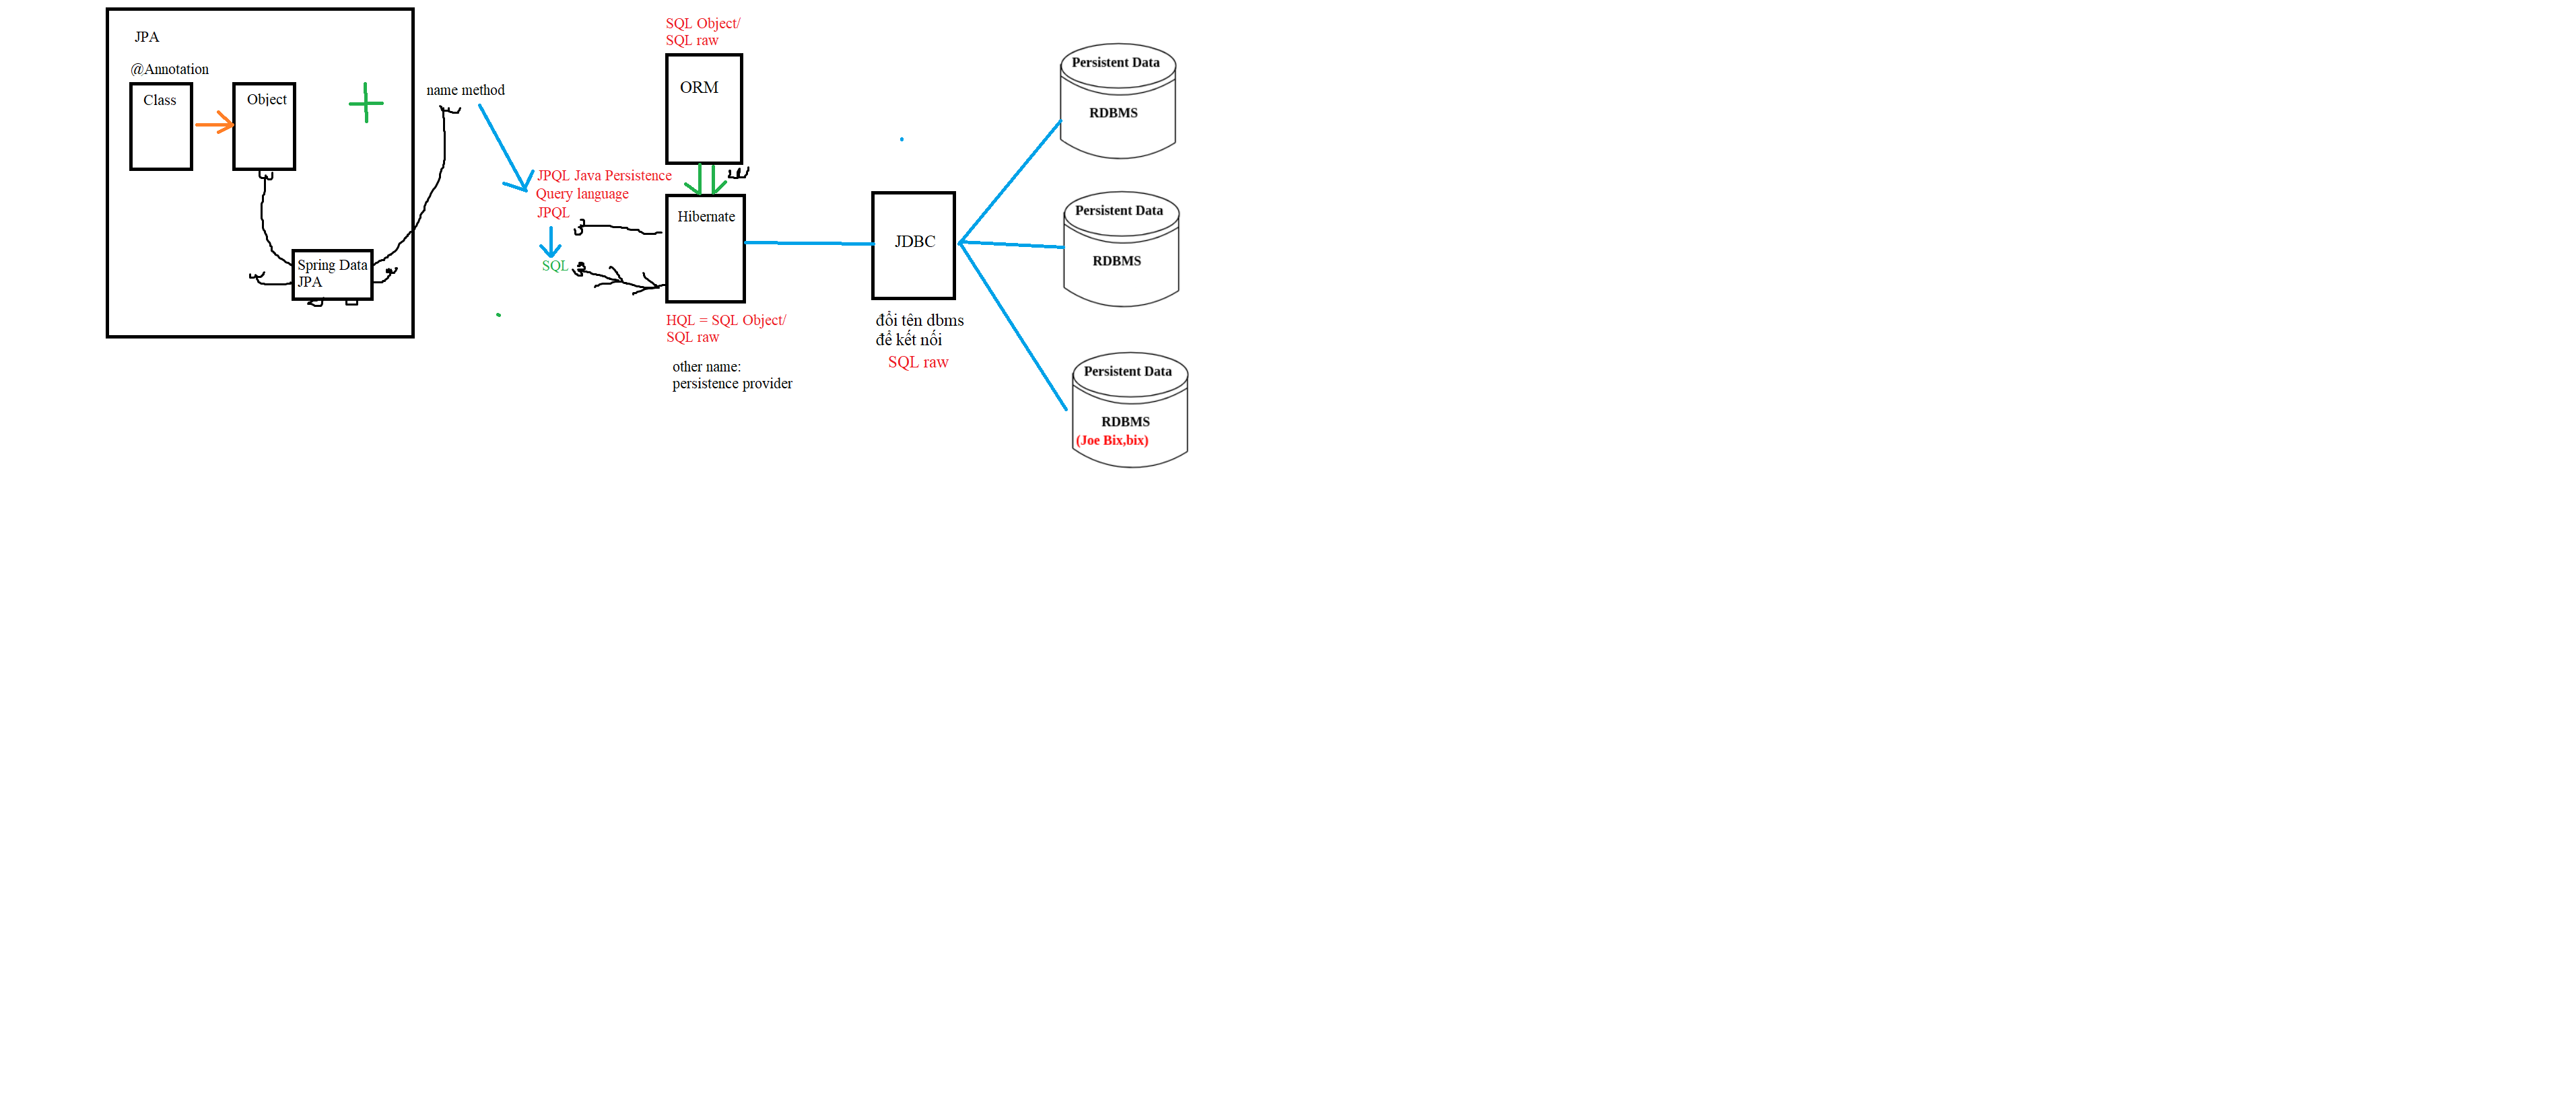 JPA
@Annotation
Class
Object
Spring Data
JPA
name method
JPQL Java Persistence
Query language
JPQL
SQL
SQL Object/
SQL raw
ORM
Hibernate
HQL = SQL Object/
SQL raw
other name:
persistence provider
JDBC
đổi tên dbms
để kết nối
SQL raw
Persistent Data
RDBMS
Persistent Data
RDBMS
Persistent Data
RDBMS
(Joe Bix,bix)